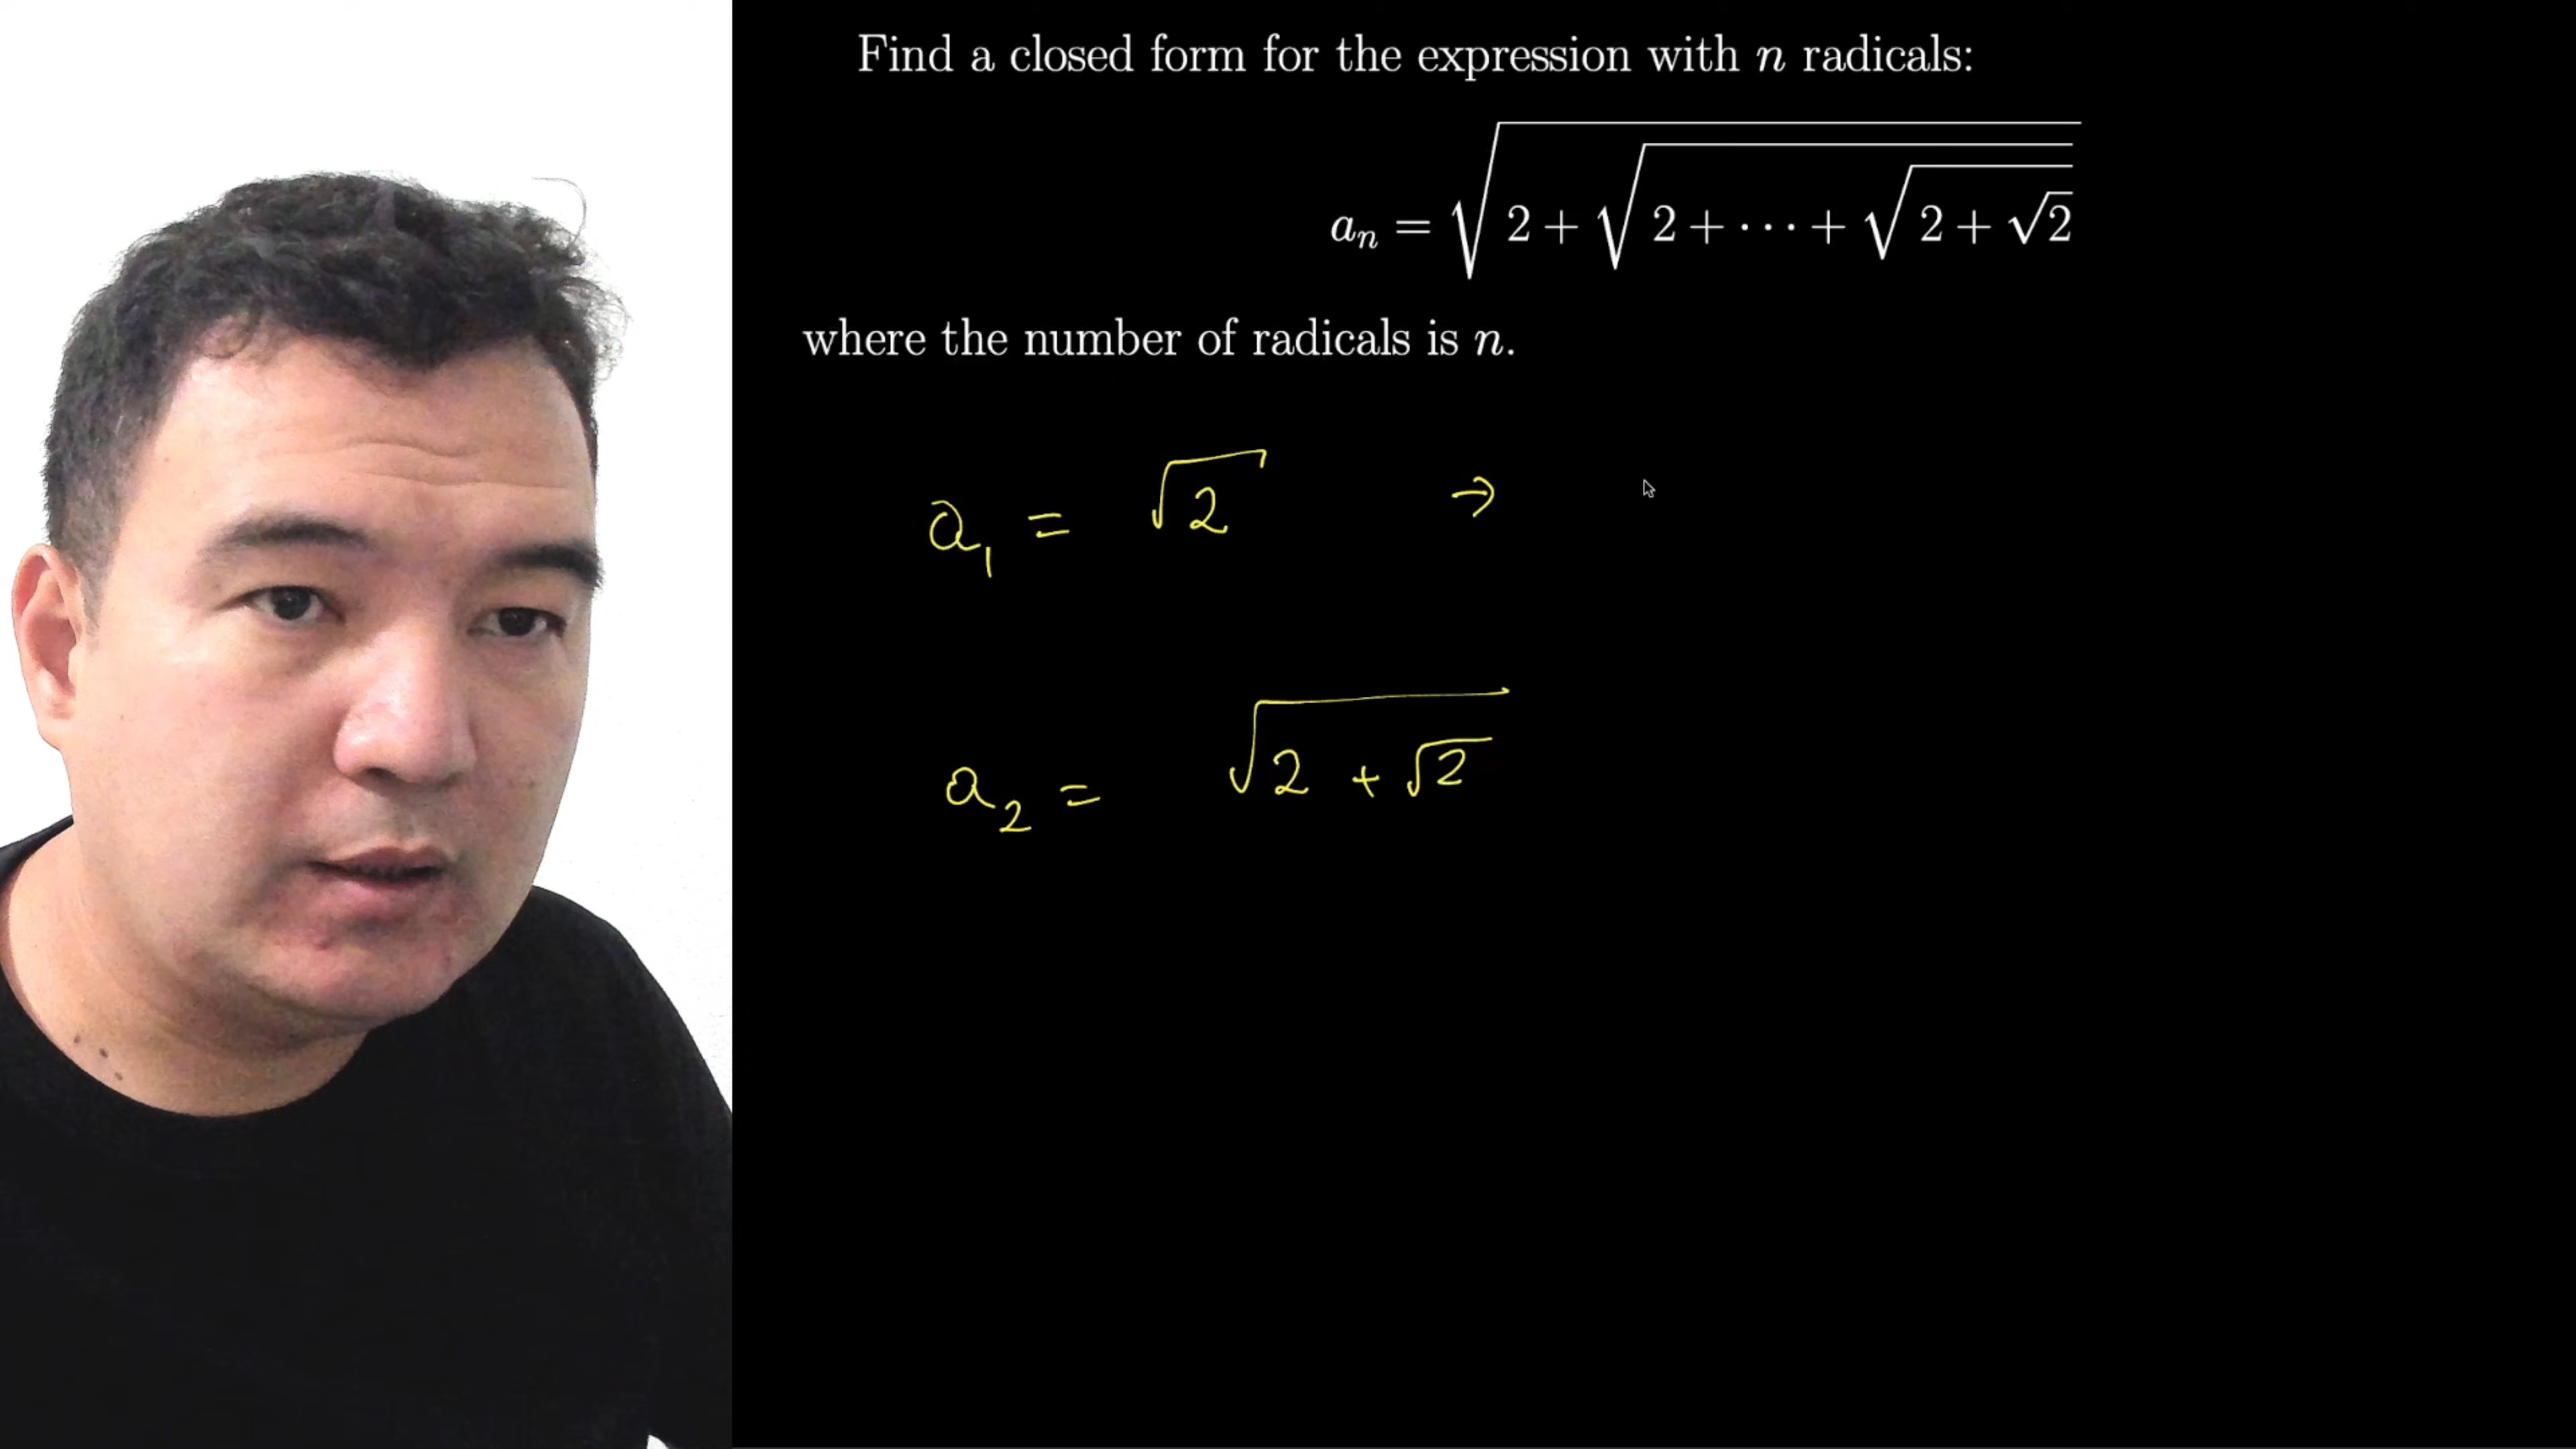 Find a closed form for the expression with n radicals:
aₙ = √(2 + √(2 + ··· + √(2 + √2)))
where the number of radicals is n.
a₁ = √2 →
a₂ = √(2 + √2)